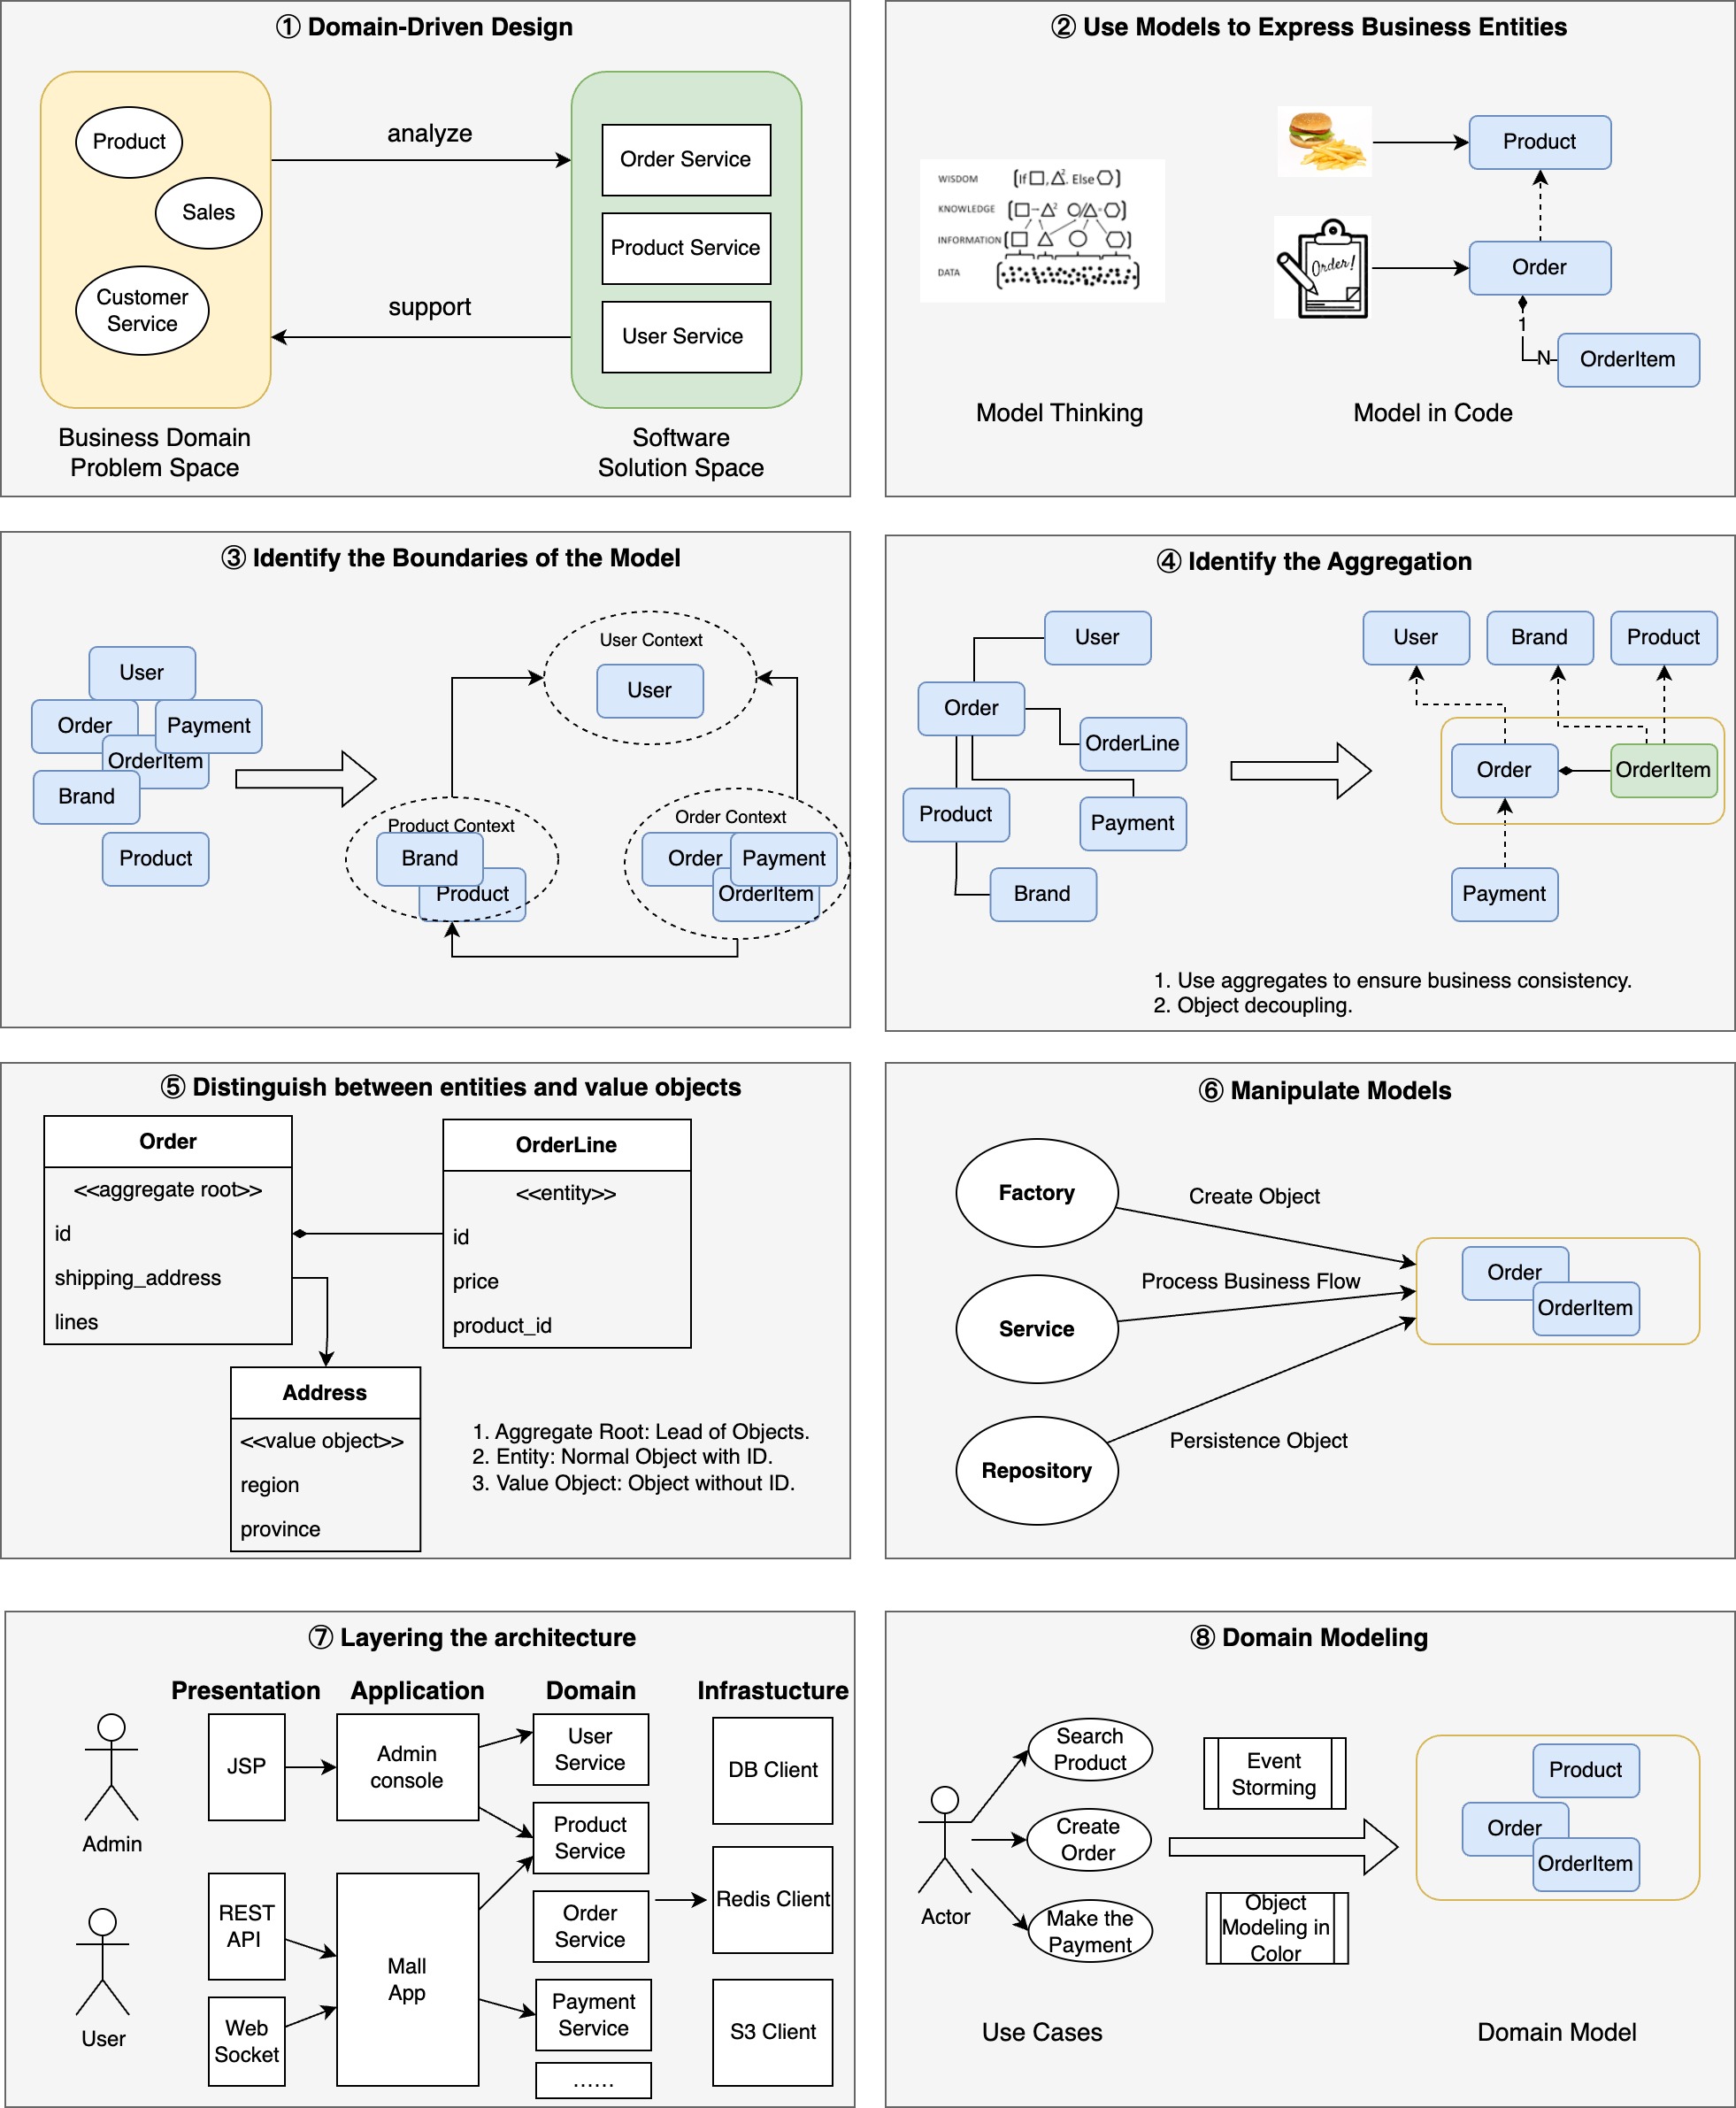 ① Domain-Driven Design
Product
Sales
Customer
Service
analyze
support
Order Service
Product Service
User Service
Business Domain
Problem Space
Software
Solution Space
② Use Models to Express Business Entities
WISDOM
If , 2. Else
KNOWLEDGE
2
INFORMATION
DATA
Order!
Product
Order
1
N
OrderItem
Model Thinking
Model in Code
③ Identify the Boundaries of the Model
User
Order
Payment
OrderItem
Brand
Product
User Context
User
Product Context
Brand
Product
Order Context
Order
Payment
OrderItem
④ Identify the Aggregation
User
Order
OrderLine
Product
Payment
Brand
User
Brand
Product
Order
OrderItem
Payment
1. Use aggregates to ensure business consistency.
2. Object decoupling.
⑤ Distinguish between entities and value objects
Order
<<aggregate root>>
id
shipping_address
lines
OrderLine
<<entity>>
id
price
product_id
Address
<<value object>>
region
province
1. Aggregate Root: Lead of Objects.
2. Entity: Normal Object with ID.
3. Value Object: Object without ID.
⑥ Manipulate Models
Factory
Create Object
Service
Process Business Flow
Repository
Persistence Object
Order
OrderItem
⑦ Layering the architecture
Presentation
Application
Domain
Infrastucture
Admin
User
JSP
REST
API
Web
Socket
Admin
console
Mall
App
User
Service
Product
Service
Order
Service
Payment
Service
......
DB Client
Redis Client
S3 Client
⑧ Domain Modeling
Actor
Search
Product
Create
Order
Make the
Payment
Event
Storming
Object
Modeling in
Color
Product
Order
OrderItem
Use Cases
Domain Model